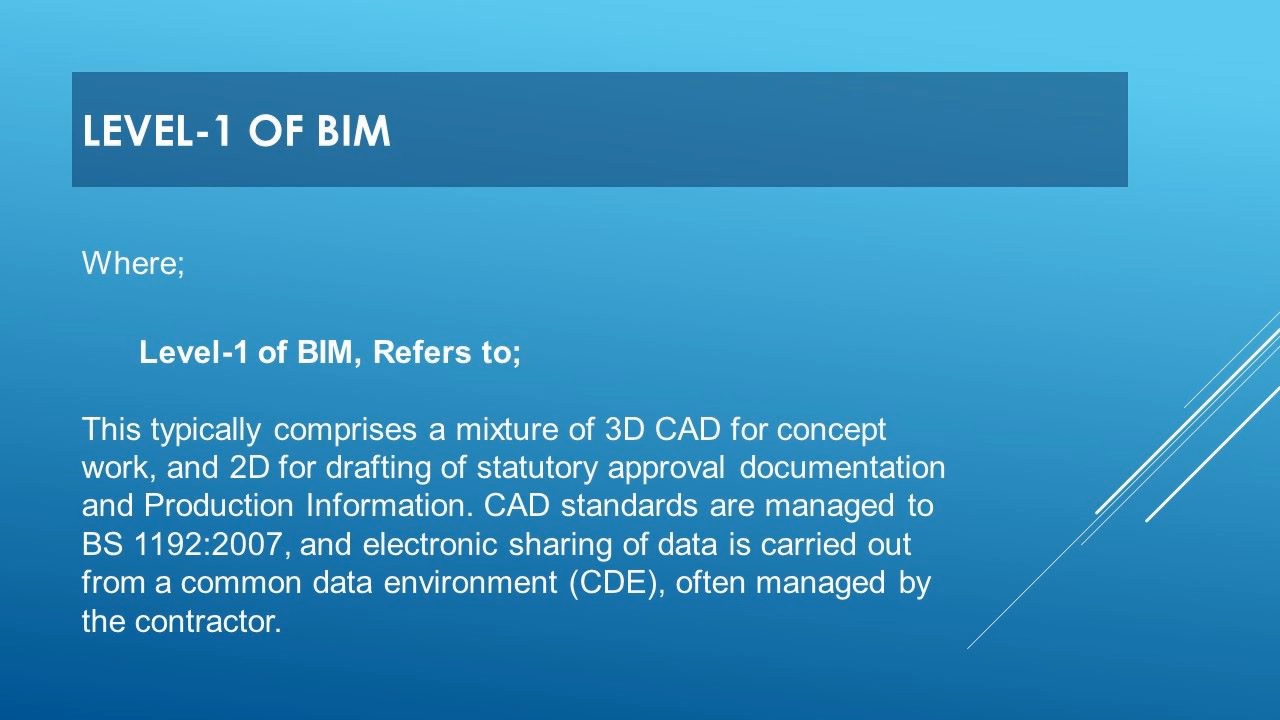 LEVEL-1 OF BIM
Where;
Level-1 of BIM, Refers to;
This typically comprises a mixture of 3D CAD for concept
work, and 2D for drafting of statutory approval documentation
and Production Information. CAD standards are managed to
BS 1192:2007, and electronic sharing of data is carried out
from a common data environment (CDE), often managed by
the contractor.